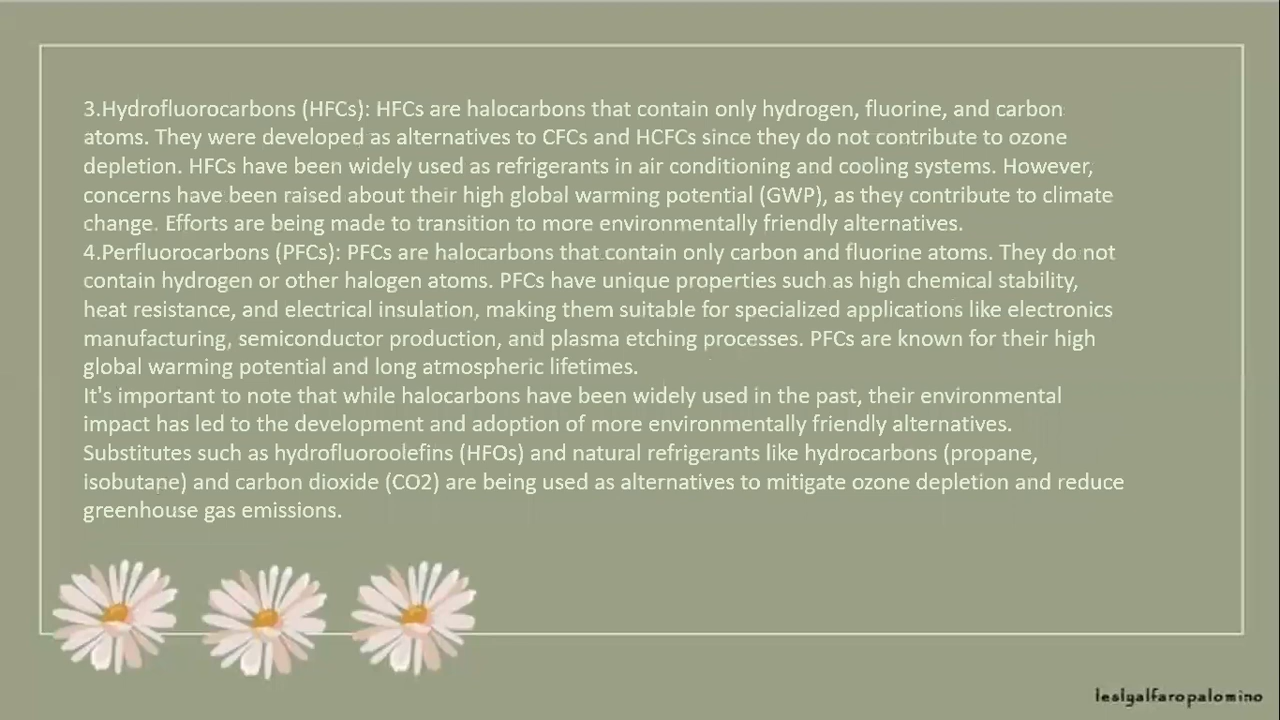 3.Hydrofluorocarbons (HFCs): HFCs are halocarbons that contain only hydrogen, fluorine, and carbon
atoms. They were developed as alternatives to CFCs and HCFCs since they do not contribute to ozone
depletion. HFCs have been widely used as refrigerants in air conditioning and cooling systems. However,
concerns have been raised about their high global warming potential (GWP), as they contribute to climate
change. Efforts are being made to transition to more environmentally friendly alternatives.
4.Perfluorocarbons (PFCs): PFCs are halocarbons that contain only carbon and fluorine atoms. They do not
contain hydrogen or other halogen atoms. PFCs have unique properties such as high chemical stability,
heat resistance, and electrical insulation, making them suitable for specialized applications like electronics
manufacturing, semiconductor production, and plasma etching processes. PFCs are known for their high
global warming potential and long atmospheric lifetimes.
It's important to note that while halocarbons have been widely used in the past, their environmental
impact has led to the development and adoption of more environmentally friendly alternatives.
Substitutes such as hydrofluoroolefins (HFOs) and natural refrigerants like hydrocarbons (propane,
isobutane) and carbon dioxide (CO2) are being used as alternatives to mitigate ozone depletion and reduce
greenhouse gas emissions.
leslyalfaropalomino